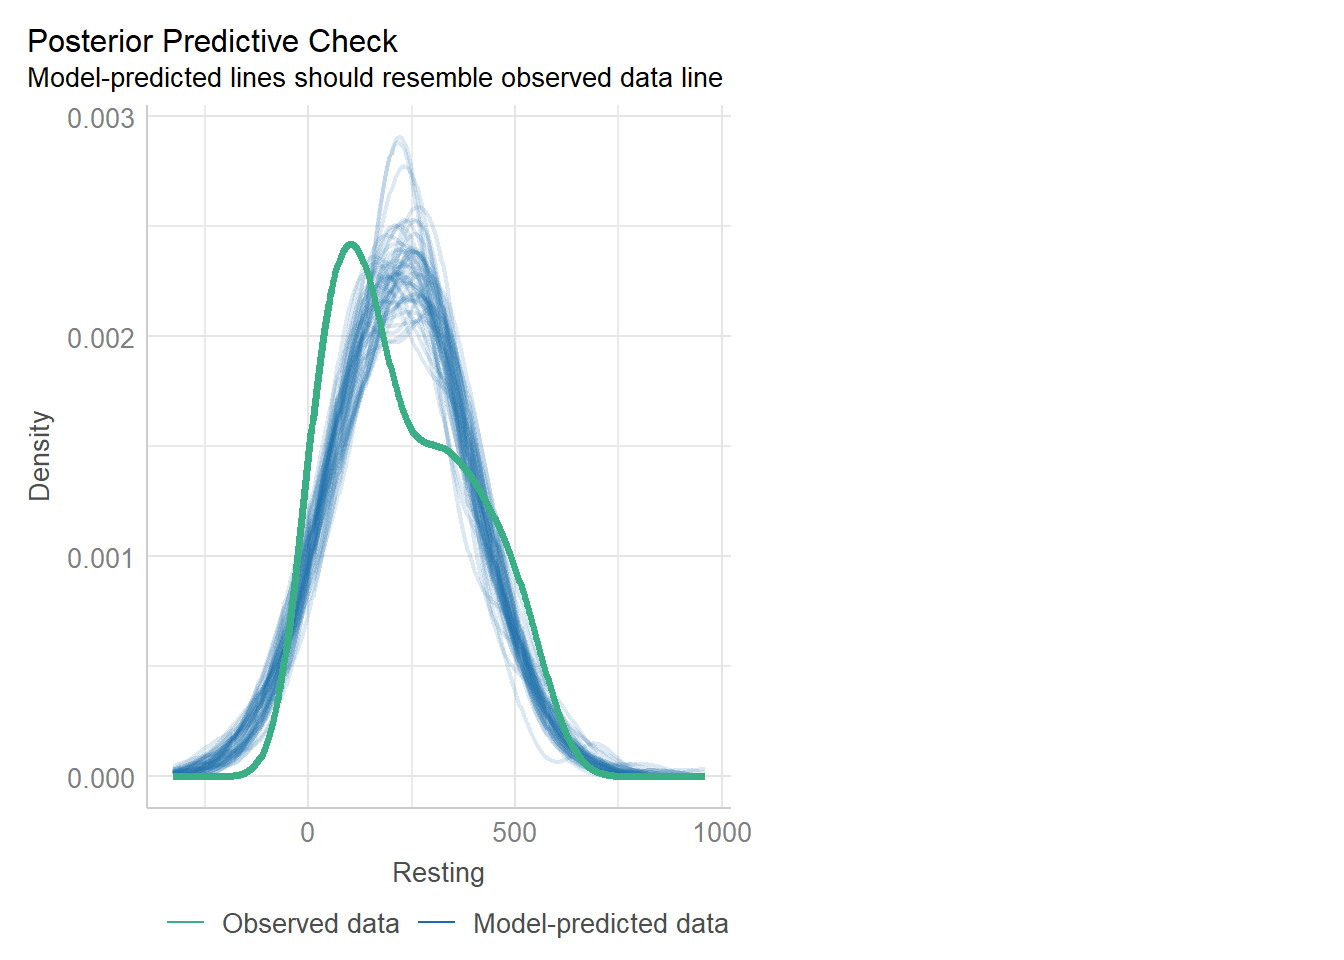 Posterior Predictive Check
Model-predicted lines should resemble observed data line
0.003
0.002
0.001
0.000
Density
0 500 1000
Resting
Observed data Model-predicted data